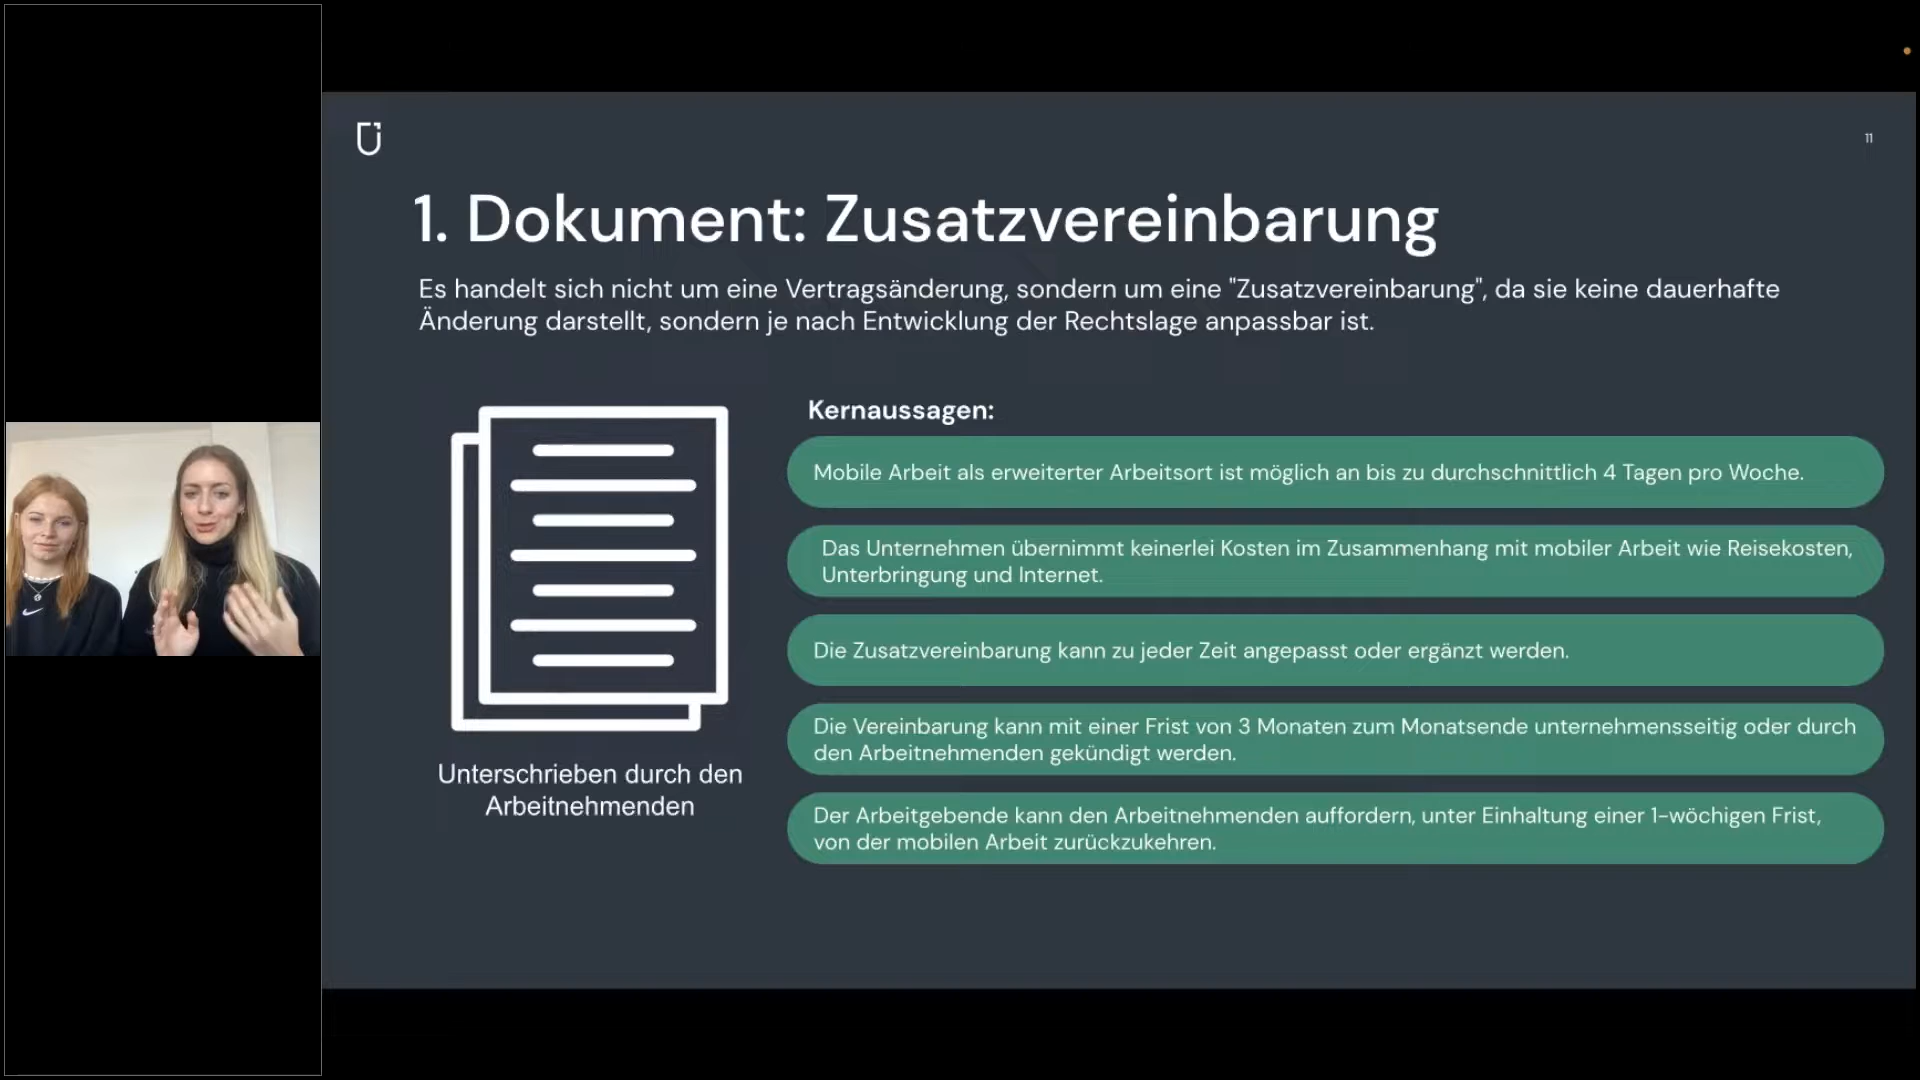 11
1. Dokument: Zusatzvereinbarung
Es handelt sich nicht um eine Vertragsänderung, sondern um eine "Zusatzvereinbarung", da sie keine dauerhafte
Änderung darstellt, sondern je nach Entwicklung der Rechtslage anpassbar ist.
Unterschrieben durch den
Arbeitnehmenden
Kernaussagen:
Mobile Arbeit als erweiterter Arbeitsort ist möglich an bis zu durchschnittlich 4 Tagen pro Woche.
Das Unternehmen übernimmt keinerlei Kosten im Zusammenhang mit mobiler Arbeit wie Reisekosten,
Unterbringung und Internet.
Die Zusatzvereinbarung kann zu jeder Zeit angepasst oder ergänzt werden.
Die Vereinbarung kann mit einer Frist von 3 Monaten zum Monatsende unternehmensseitig oder durch
den Arbeitnehmenden gekündigt werden.
Der Arbeitgebende kann den Arbeitnehmenden auffordern, unter Einhaltung einer 1-wöchigen Frist,
von der mobilen Arbeit zurückzukehren.